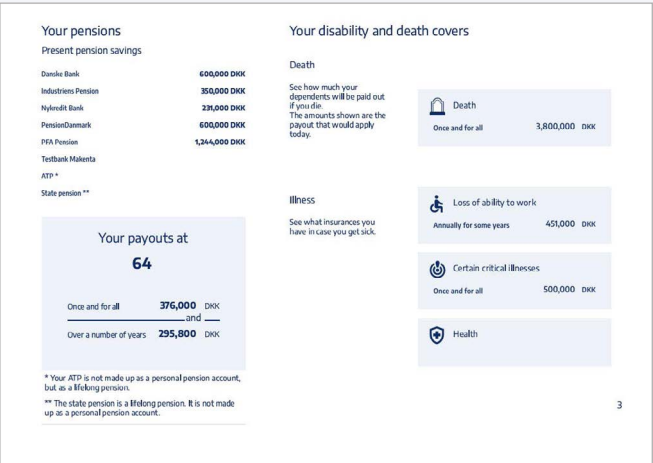 Your pensions
Present pension savings
Danske Bank 600,000 DKK
Industriens Pension 350,000 DKK
Nykredit Bank 231,000 DKK
PensionDanmark 600,000 DKK
PFA Pension 1,244,000 DKK
Testbank Makenta
ATP *
State pension **
Your payouts at
64
Once and for all 376,000 DKK
and
Over a number of years 295,800 DKK
* Your ATP is not made up as a personal pension account,
but as a lifelong pension.
** The state pension is a lifelong pension. It is not made
up as a personal pension account.
Your disability and death covers
Death
See how much your
dependents will be paid out
if you die.
The amounts shown are the
payout that would apply
today.
Death
Once and for all 3,800,000 DKK
Illness
See what insurances you
have in case you get sick.
Loss of ability to work
Annually for some years 451,000 DKK
Certain critical illnesses
Once and for all 500,000 DKK
Health
3